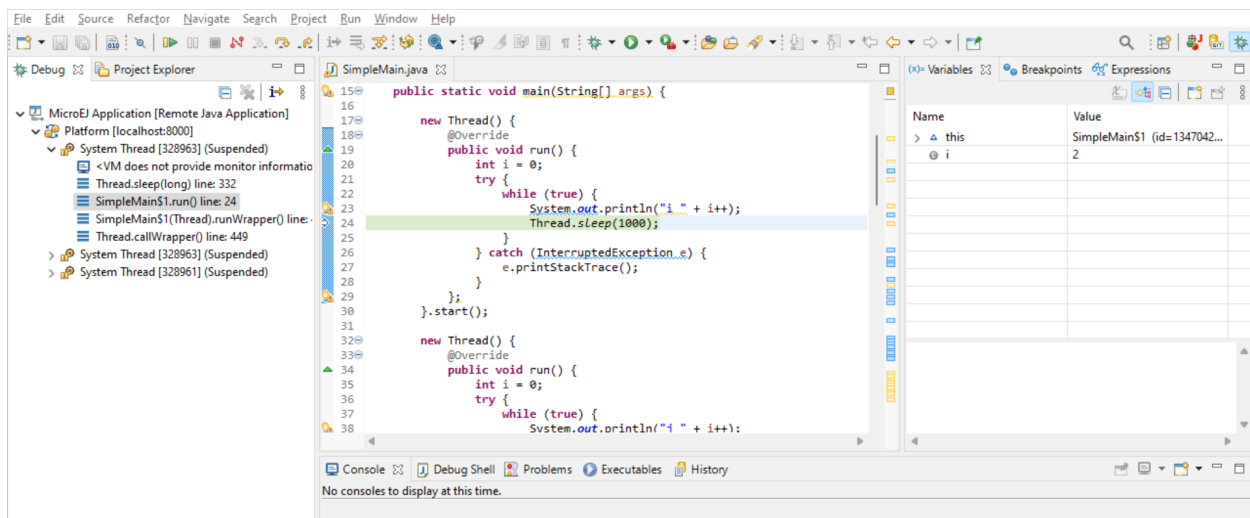 File Edit Source Refactor Navigate Search Project Run Window Help
Debug Project Explorer
MicroEJ Application [Remote Java Application]
Platform [localhost:8000]
System Thread [328963] (Suspended)
<VM does not provide monitor informatio
Thread.sleep(long) line: 332
SimpleMain$1.run() line: 24
SimpleMain$1(Thread).runWrapper() line:
Thread.callWrapper() line: 449
System Thread [328963] (Suspended)
System Thread [328961] (Suspended)
SimpleMain.java
15 public static void main(String[] args) {
16
17 new Thread() {
18 @Override
19 public void run() {
20 int i = 0;
21 try {
22 while (true) {
23 System.out.println("i " + i++);
24 Thread.sleep(1000);
25 }
26 } catch (InterruptedException e) {
27 e.printStackTrace();
28 }
29 };
30 }.start();
31
32 new Thread() {
33 @Override
34 public void run() {
35 int i = 0;
36 try {
37 while (true) {
38 System.out.println("j " + i++);
(x)= Variables Breakpoints Expressions
Name Value
this SimpleMain$1 (id=1347042...
i 2
Console Debug Shell Problems Executables History
No consoles to display at this time.